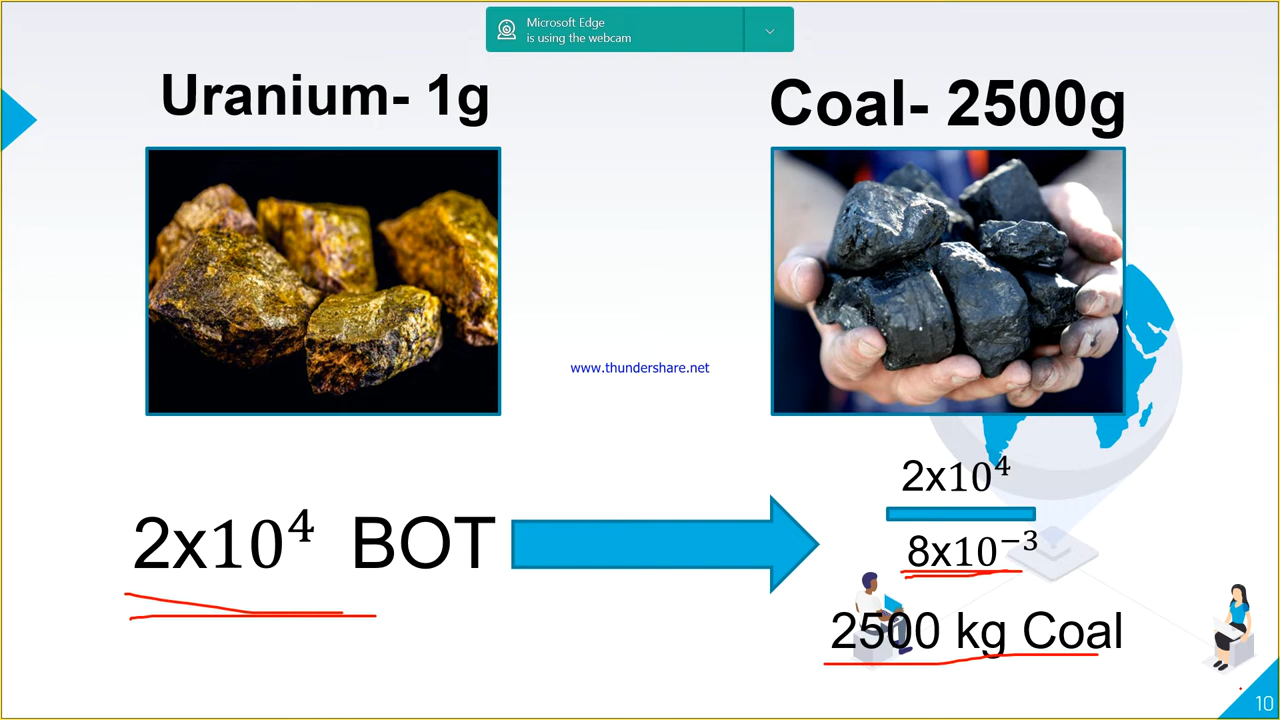 Microsoft Edge
is using the webcam
Uranium- 1g
Coal- 2500g
www.thundershare.net
2x10⁴ BOT
2x10⁴
8x10⁻³
2500 kg Coal
10